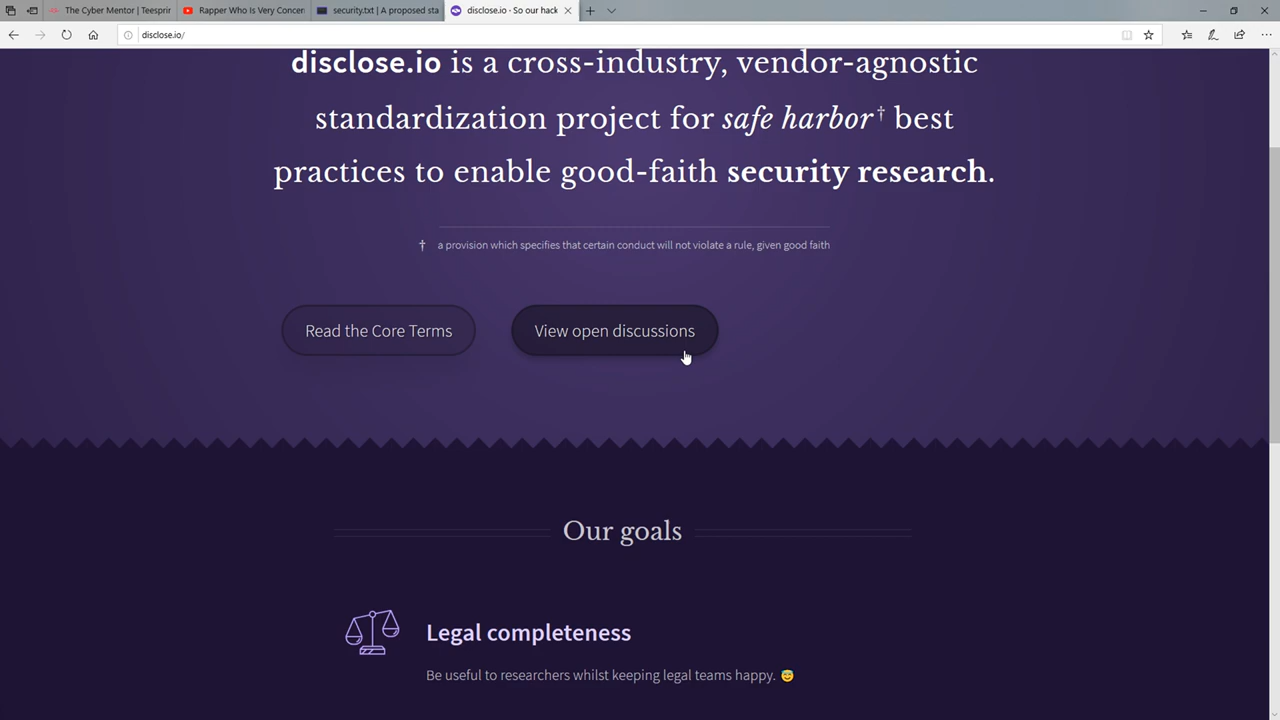 The Cyber Mentor | Teesprir
Rapper Who Is Very Concer
security.txt | A proposed sta
disclose.io - So our hack
disclose.io/
disclose.io is a cross-industry, vendor-agnostic
standardization project for safe harbor† best
practices to enable good-faith security research.
† a provision which specifies that certain conduct will not violate a rule, given good faith
Read the Core Terms
View open discussions
Our goals
Legal completeness
Be useful to researchers whilst keeping legal teams happy. 😇